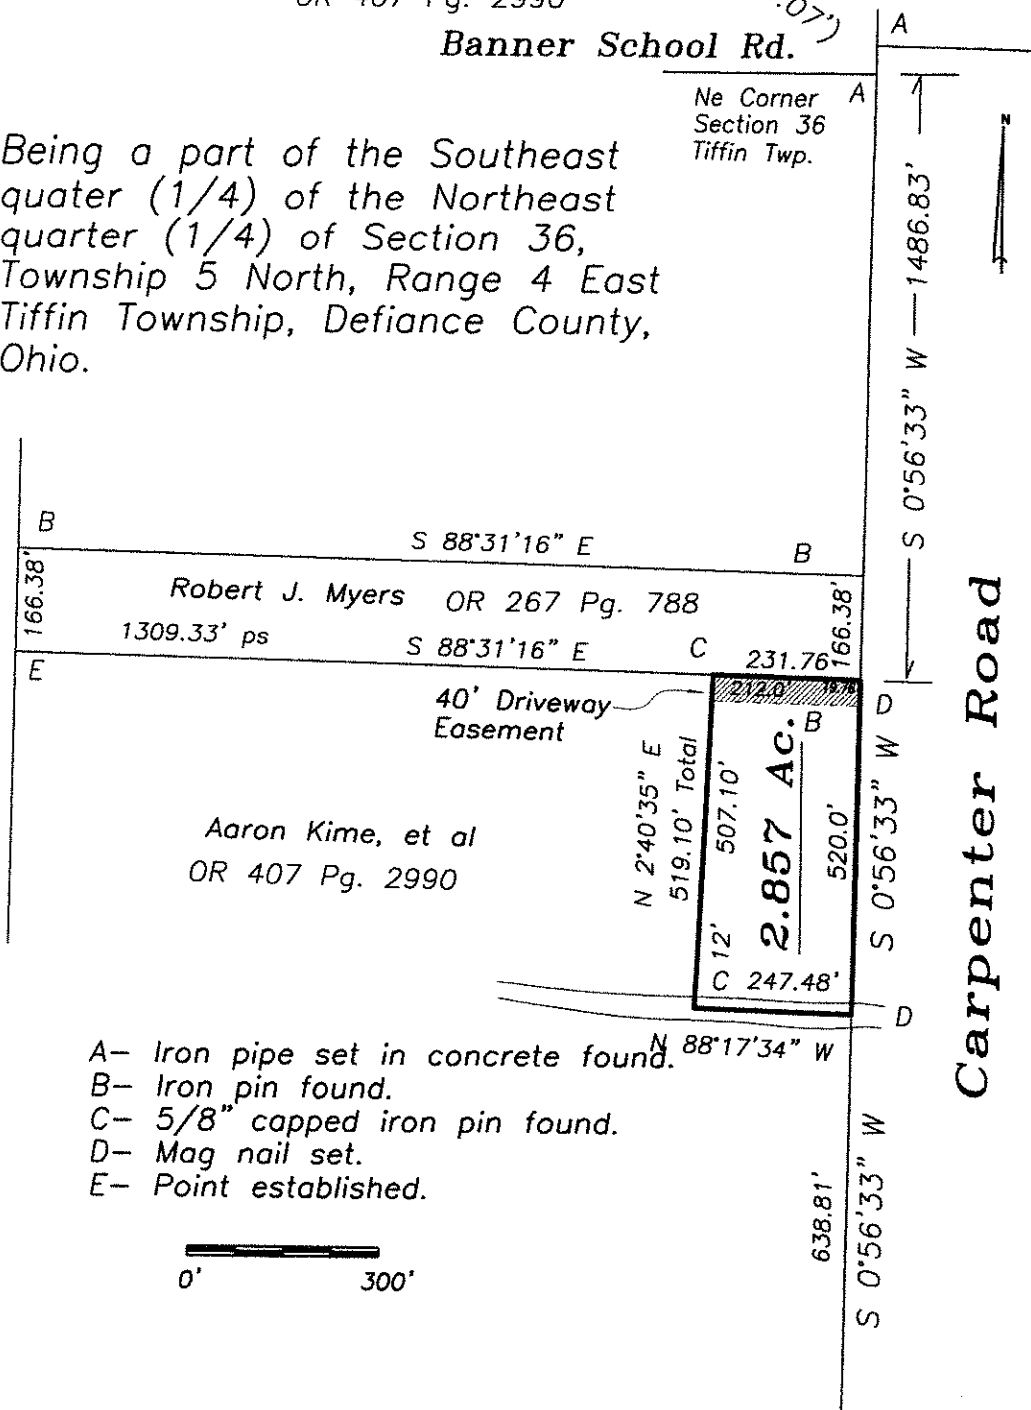 OR 407 Pg. 2990
.07')
Banner School Rd.
A
Ne Corner
Section 36
Tiffin Twp.
A
N
Being a part of the Southeast
quater (1/4) of the Northeast
quarter (1/4) of Section 36,
Township 5 North, Range 4 East
Tiffin Township, Defiance County,
Ohio.
S 0°56'33" W 1486.83'
B
S 88°31'16" E
B
166.38'
Robert J. Myers OR 267 Pg. 788
166.38'
1309.33' ps
S 88°31'16" E
C
231.76'
E
40' Driveway
Easement
212.0'
19.76'
D
B
N 2°40'35" E
519.10' Total
507.10'
12'
2.857 Ac.
520.0'
S 0°56'33" W
Carpenter Road
Aaron Kime, et al
OR 407 Pg. 2990
C 247.48'
D
N 88°17'34" W
A- Iron pipe set in concrete found.
B- Iron pin found.
C- 5/8" capped iron pin found.
D- Mag nail set.
E- Point established.
638.81'
S 0°56'33" W
0' 300'